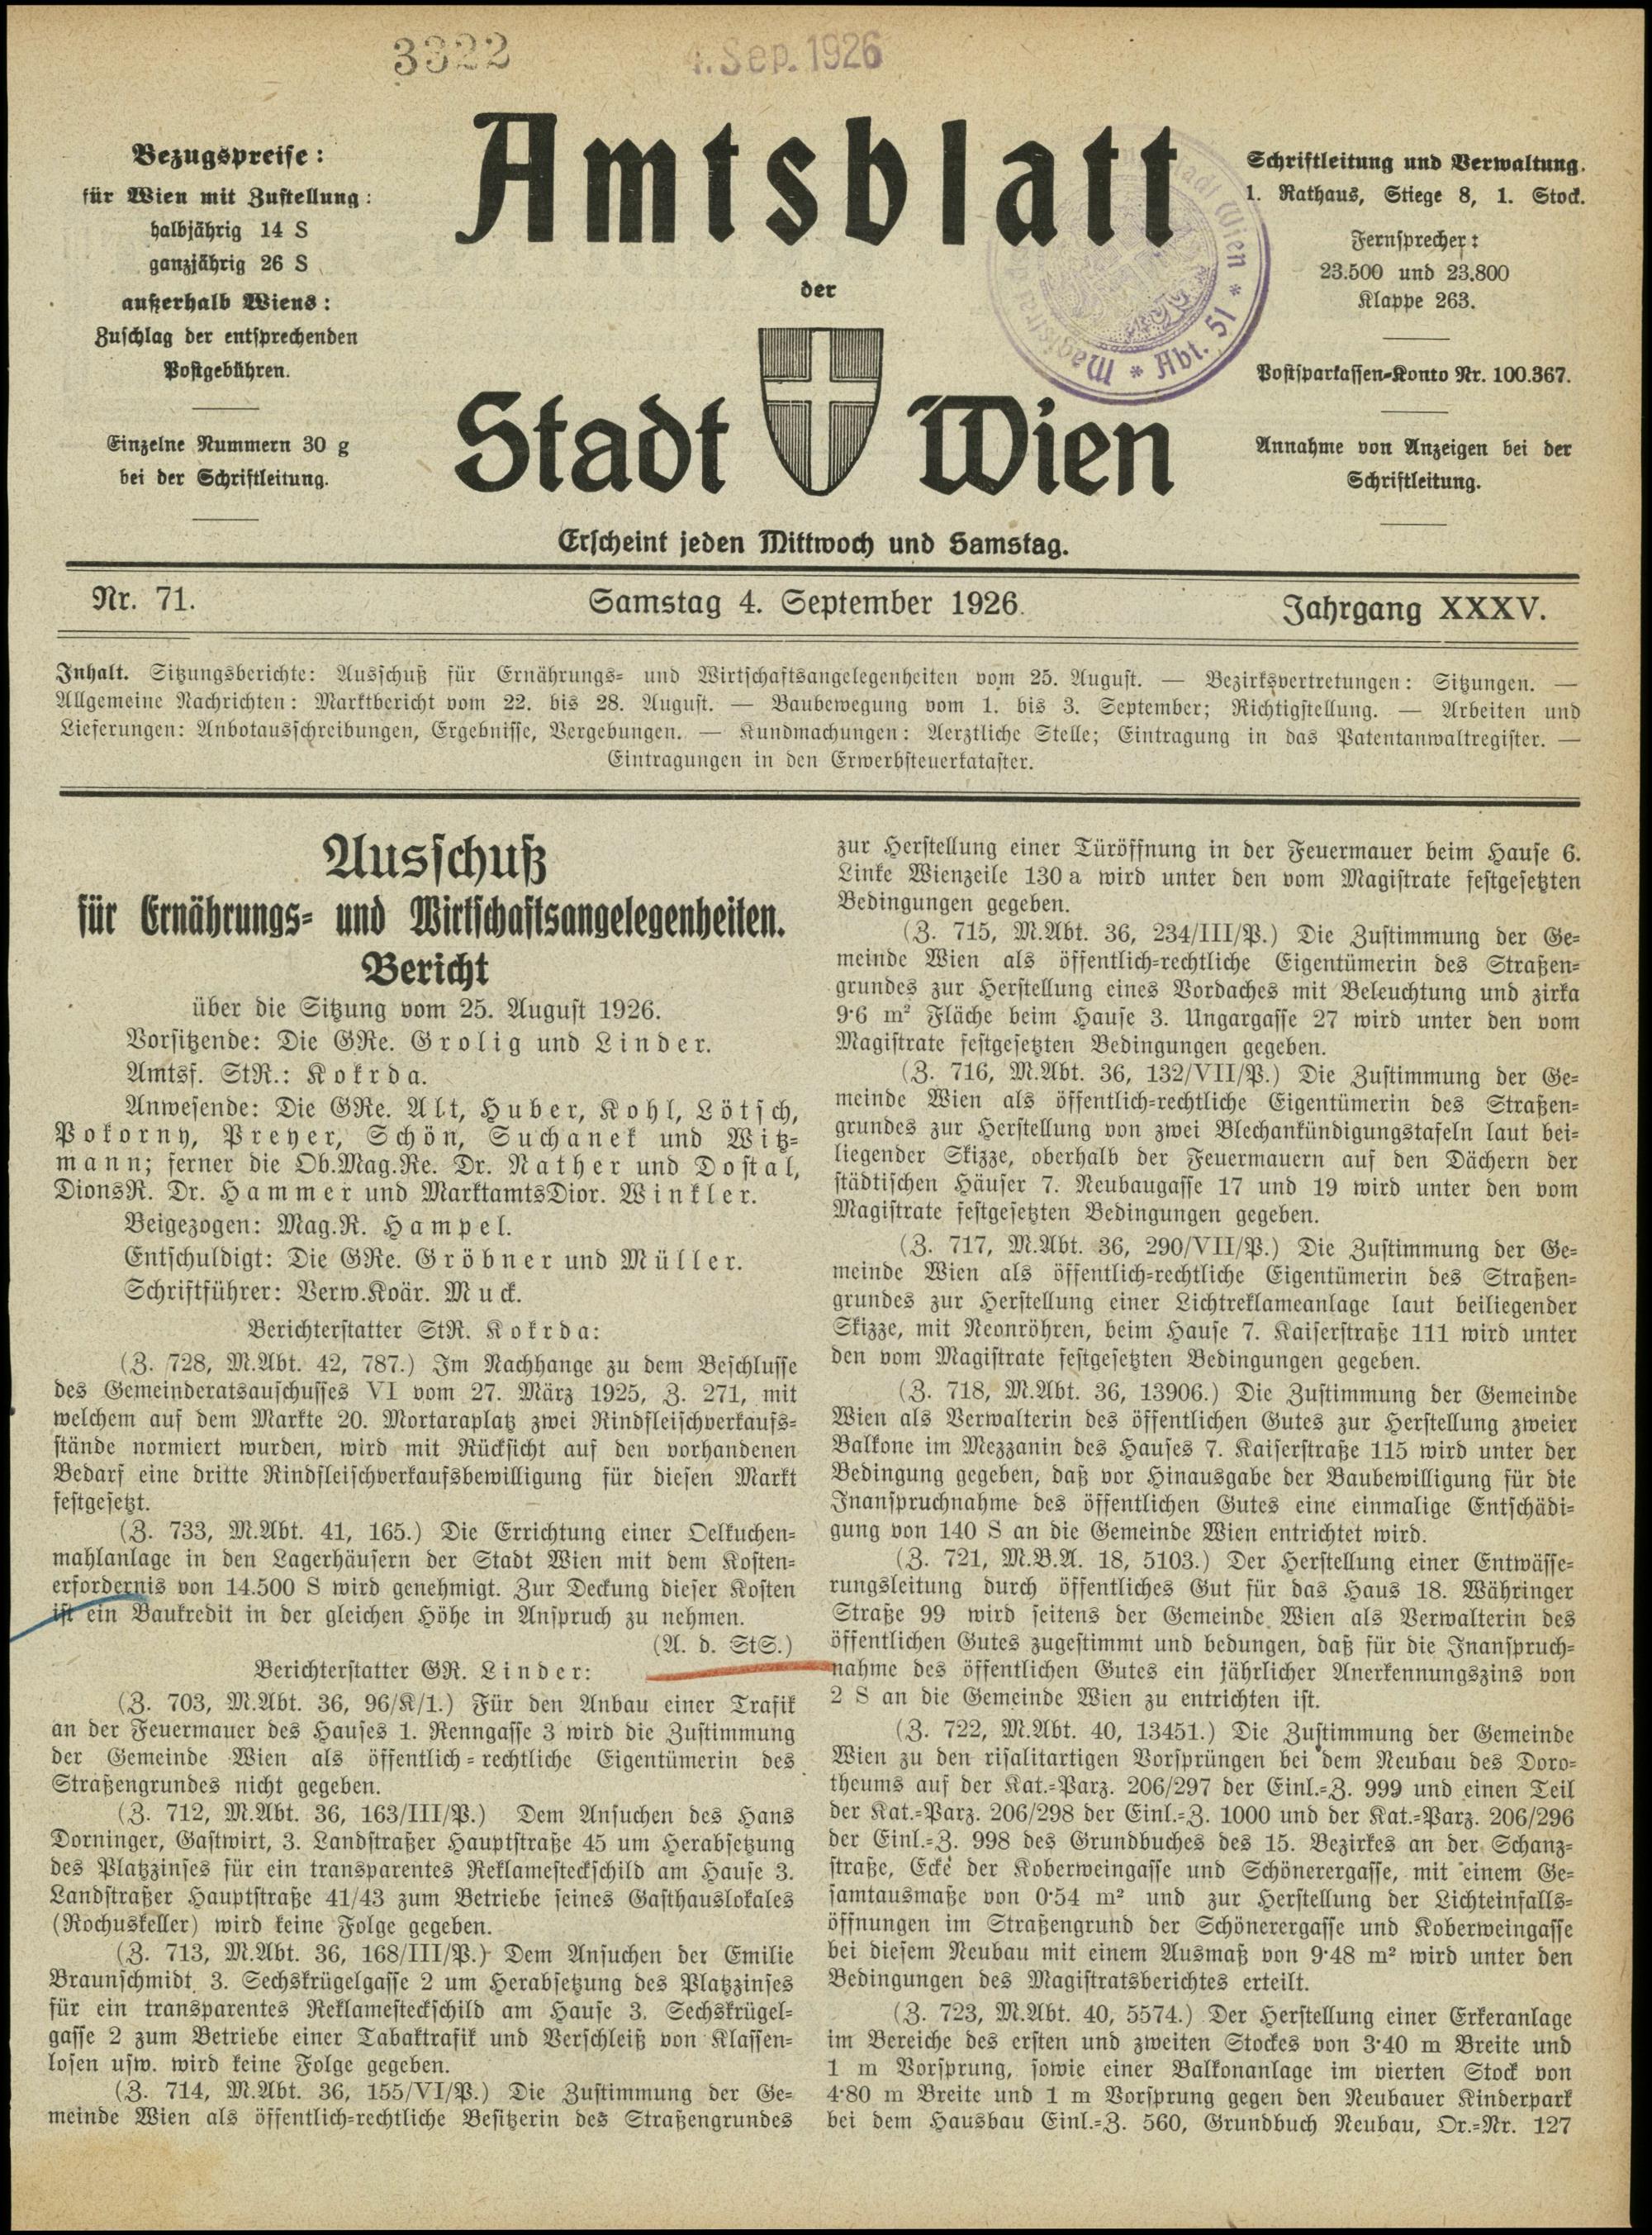 3322
4. Sep. 1926
Bezugspreise:
für Wien mit Zustellung:
halbjährig 14 S
ganzjährig 26 S
außerhalb Wiens:
Zuschlag der entsprechenden
Postgebühren.
Einzelne Nummern 30 g
bei der Schriftleitung.
Amtsblatt
der
Stadt Wien
Erscheint jeden Mittwoch und Samstag.
Schriftleitung und Verwaltung.
1. Rathaus, Stiege 8, 1. Stock.
Fernsprecher:
23.500 und 23.800
Klappe 263.
Postsparkassen-Konto Nr. 100.367.
Annahme von Anzeigen bei der
Schriftleitung.
Stadt Wien * Abt. 51 *
Nr. 71. Samstag 4. September 1926. Jahrgang XXXV.
Inhalt. Sitzungsberichte: Ausschuß für Ernährungs- und Wirtschaftsangelegenheiten vom 25. August. — Bezirksvertretungen: Sitzungen. —
Allgemeine Nachrichten: Marktbericht vom 22. bis 28. August. — Baubewegung vom 1. bis 3. September; Richtigstellung. — Arbeiten und
Lieferungen: Anbotausschreibungen, Ergebnisse, Vergebungen. — Kundmachungen: Aerztliche Stelle; Eintragung in das Patentanwaltregister. —
Eintragungen in den Erwerbsteuerkataster.
Ausschuß
für Ernährungs- und Wirtschaftsangelegenheiten.
Bericht
über die Sitzung vom 25. August 1926.
Vorsitzende: Die GRe. Grolig und Linder.
Amtsf. StR.: Kokrda.
Anwesende: Die GRe. Alt, Huber, Kohl, Lötsch,
Pokorny, Preyer, Schön, Suchanek und Witz-
mann; ferner die Ob.Mag.Re. Dr. Nather und Dostal,
DionsR. Dr. Hammer und MarktamtsDior. Winkler.
Beigezogen: Mag.R. Hampel.
Entschuldigt: Die GRe. Gröbner und Müller.
Schriftführer: Verw.Koär. Muck.
Berichterstatter StR. Kokrda:
(Z. 728, M.Abt. 42, 787.) Im Nachhange zu dem Beschlusse
des Gemeinderatsauschusses VI vom 27. März 1925, Z. 271, mit
welchem auf dem Markte 20. Mortaraplatz zwei Rindfleischverkaufs-
stände normiert wurden, wird mit Rücksicht auf den vorhandenen
Bedarf eine dritte Rindfleischverkaufsbewilligung für diesen Markt
festgesetzt.
(Z. 733, M.Abt. 41, 165.) Die Errichtung einer Oelkuchen-
mahlanlage in den Lagerhäusern der Stadt Wien mit dem Kosten-
erfordernis von 14.500 S wird genehmigt. Zur Deckung dieser Kosten
ist ein Baukredit in der gleichen Höhe in Anspruch zu nehmen.
(A. d. StS.)
Berichterstatter GR. Linder:
(Z. 703, M.Abt. 36, 96/K/1.) Für den Anbau einer Trafik
an der Feuermauer des Hauses 1. Renngasse 3 wird die Zustimmung
der Gemeinde Wien als öffentlich-rechtliche Eigentümerin des
Straßengrundes nicht gegeben.
(Z. 712, M.Abt. 36, 163/III/P.) Dem Ansuchen des Hans
Dorninger, Gastwirt, 3. Landstraßer Hauptstraße 45 um Herabsetzung
des Platzzinses für ein transparentes Reklamesteckschild am Hause 3.
Landstraßer Hauptstraße 41/43 zum Betriebe seines Gasthauslokales
(Rochuskeller) wird keine Folge gegeben.
(Z. 713, M.Abt. 36, 168/III/P.) Dem Ansuchen der Emilie
Braunschmidt, 3. Sechskrügelgasse 2 um Herabsetzung des Platzzinses
für ein transparentes Reklamesteckschild am Hause 3. Sechskrügel-
gasse 2 zum Betriebe einer Tabaktrafik und Verschleiß von Klassen-
losen usw. wird keine Folge gegeben.
(Z. 714, M.Abt. 36, 155/VI/P.) Die Zustimmung der Ge-
meinde Wien als öffentlich-rechtliche Besitzerin des Straßengrundes
zur Herstellung einer Türöffnung in der Feuermauer beim Hause 6.
Linke Wienzeile 130 a wird unter den vom Magistrate festgesetzten
Bedingungen gegeben.
(Z. 715, M.Abt. 36, 234/III/P.) Die Zustimmung der Ge-
meinde Wien als öffentlich-rechtliche Eigentümerin des Straßen-
grundes zur Herstellung eines Vordaches mit Beleuchtung und zirka
9·6 m² Fläche beim Hause 3. Ungargasse 27 wird unter den vom
Magistrate festgesetzten Bedingungen gegeben.
(Z. 716, M.Abt. 36, 132/VII/P.) Die Zustimmung der Ge-
meinde Wien als öffentlich-rechtliche Eigentümerin des Straßen-
grundes zur Herstellung von zwei Blechankündigungstafeln laut bei-
liegender Skizze, oberhalb der Feuermauern auf den Dächern der
städtischen Häuser 7. Neubaugasse 17 und 19 wird unter den vom
Magistrate festgesetzten Bedingungen gegeben.
(Z. 717, M.Abt. 36, 290/VII/P.) Die Zustimmung der Ge-
meinde Wien als öffentlich-rechtliche Eigentümerin des Straßen-
grundes zur Herstellung einer Lichtreklameanlage laut beiliegender
Skizze, mit Neonröhren, beim Hause 7. Kaiserstraße 111 wird unter
den vom Magistrate festgesetzten Bedingungen gegeben.
(Z. 718, M.Abt. 36, 13906.) Die Zustimmung der Gemeinde
Wien als Verwalterin des öffentlichen Gutes zur Herstellung zweier
Balkone im Mezzanin des Hauses 7. Kaiserstraße 115 wird unter der
Bedingung gegeben, daß vor Hinausgabe der Baubewilligung für die
Inanspruchnahme des öffentlichen Gutes eine einmalige Entschädi-
gung von 140 S an die Gemeinde Wien entrichtet wird.
(Z. 721, M.B.A. 18, 5103.) Der Herstellung einer Entwässe-
rungsleitung durch öffentliches Gut für das Haus 18. Währinger
Straße 99 wird seitens der Gemeinde Wien als Verwalterin des
öffentlichen Gutes zugestimmt und bedungen, daß für die Inanspruch-
nahme des öffentlichen Gutes ein jährlicher Anerkennungszins von
2 S an die Gemeinde Wien zu entrichten ist.
(Z. 722, M.Abt. 40, 13451.) Die Zustimmung der Gemeinde
Wien zu den risalitartigen Vorsprüngen bei dem Neubau des Doro-
theums auf der Kat.-Parz. 206/297 der Einl.-Z. 999 und einen Teil
der Kat.-Parz. 206/298 der Einl.-Z. 1000 und der Kat.-Parz. 206/296
der Einl.-Z. 998 des Grundbuches des 15. Bezirkes an der Schanz-
straße, Ecke der Koberweingasse und Schönerergasse, mit einem Ge-
samtausmaße von 0·54 m² und zur Herstellung der Lichteinfalls-
öffnungen im Straßengrund der Schönerergasse und Koberweingasse
bei diesem Neubau mit einem Ausmaß von 9·48 m² wird unter den
Bedingungen des Magistratsberichtes erteilt.
(Z. 723, M.Abt. 40, 5574.) Der Herstellung einer Erkeranlage
im Bereiche des ersten und zweiten Stockes von 3·40 m Breite und
1 m Vorsprung, sowie einer Balkonanlage im vierten Stock von
4·80 m Breite und 1 m Vorsprung gegen den Neubauer Kinderpark
bei dem Hausbau Einl.-Z. 560, Grundbuch Neubau, Or.-Nr. 127